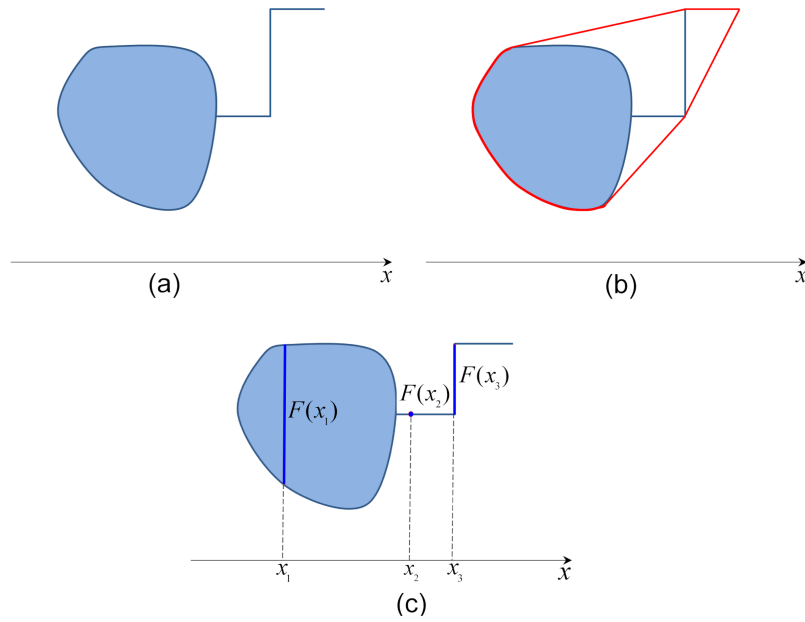 x
(a)
x
(b)
F(x₁)
F(x₂)
F(x₃)
x₁
x₂
x₃
x
(c)